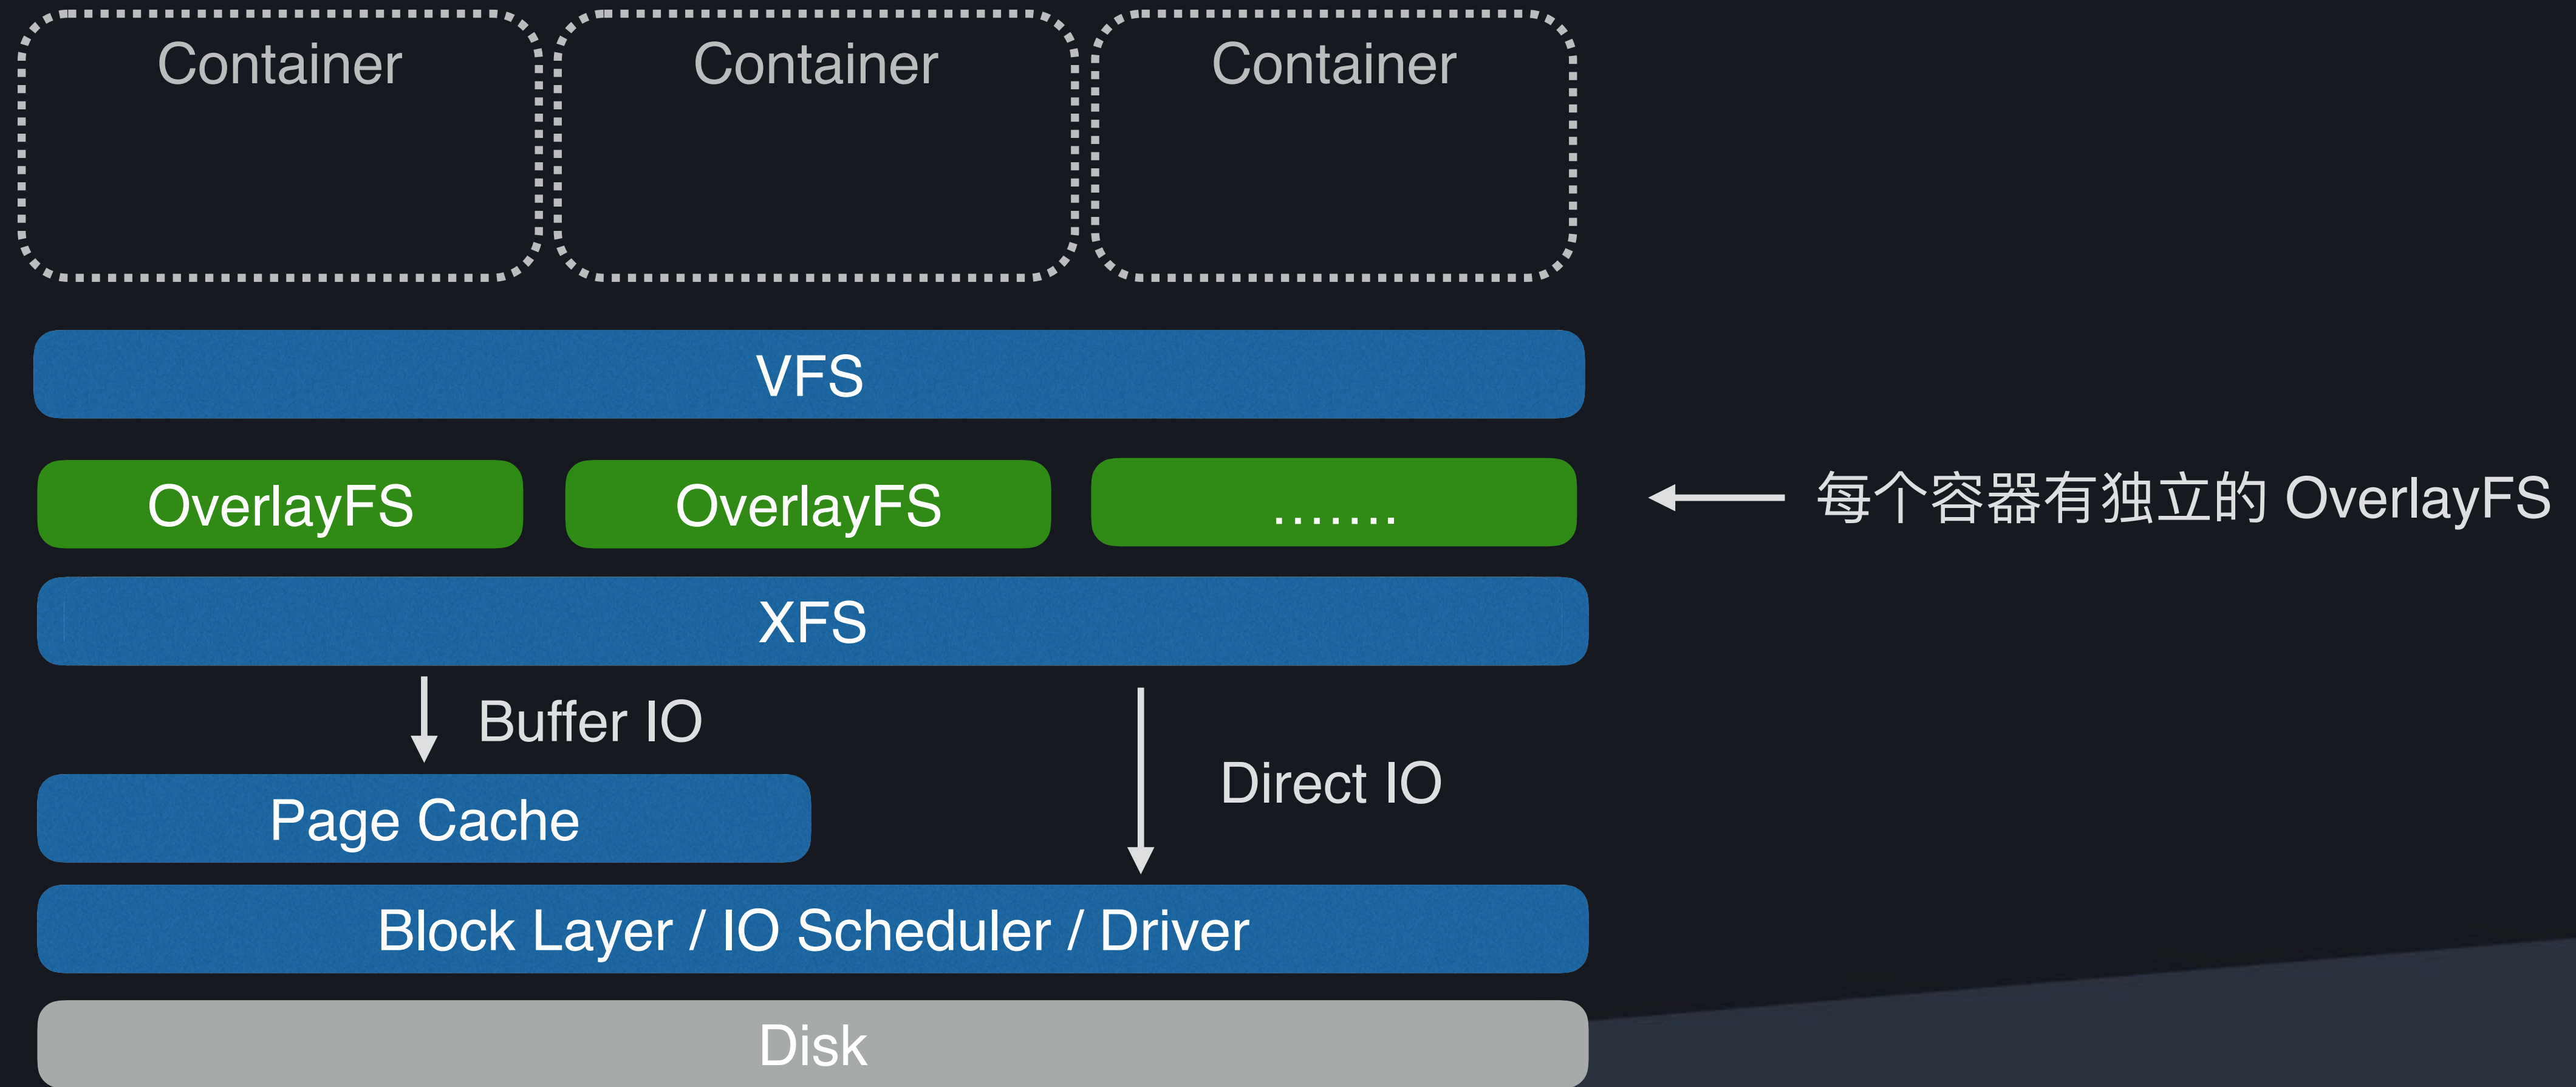 Container
Container
Container
VFS
OverlayFS
OverlayFS
.......
每个容器有独立的 OverlayFS
XFS
Buffer IO
Direct IO
Page Cache
Block Layer / IO Scheduler / Driver
Disk